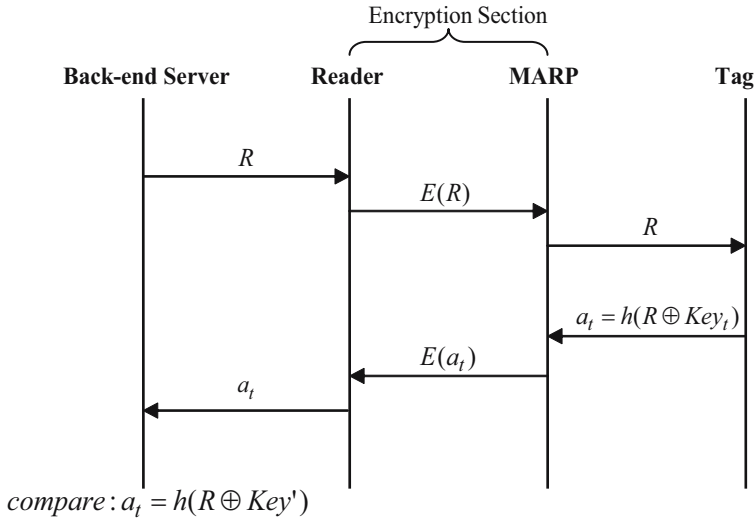 Encryption Section
Back-end Server Reader MARP Tag
R
E(R)
R
a_t = h(R ⊕ Key_t)
E(a_t)
a_t
compare: a_t = h(R ⊕ Key')